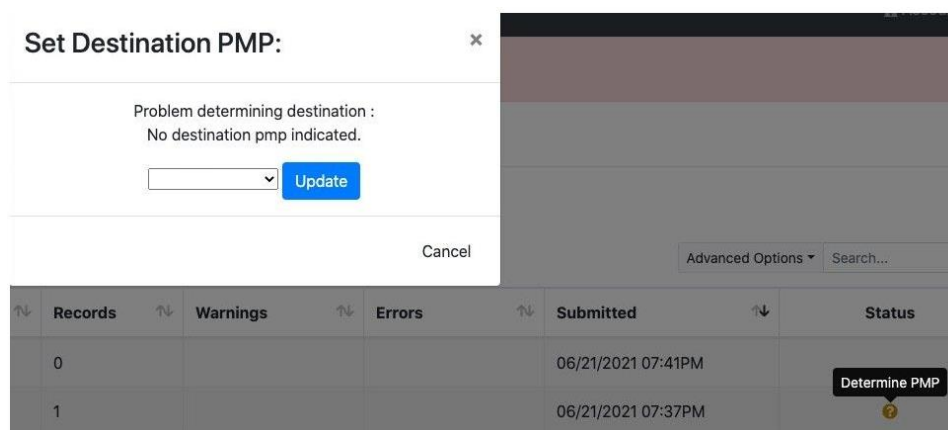 Set Destination PMP:
×
Problem determining destination :
No destination pmp indicated.
Update
Cancel
Advanced Options
Search...
Records
Warnings
Errors
Submitted
Status
0
06/21/2021 07:41PM
Determine PMP
1
06/21/2021 07:37PM
?